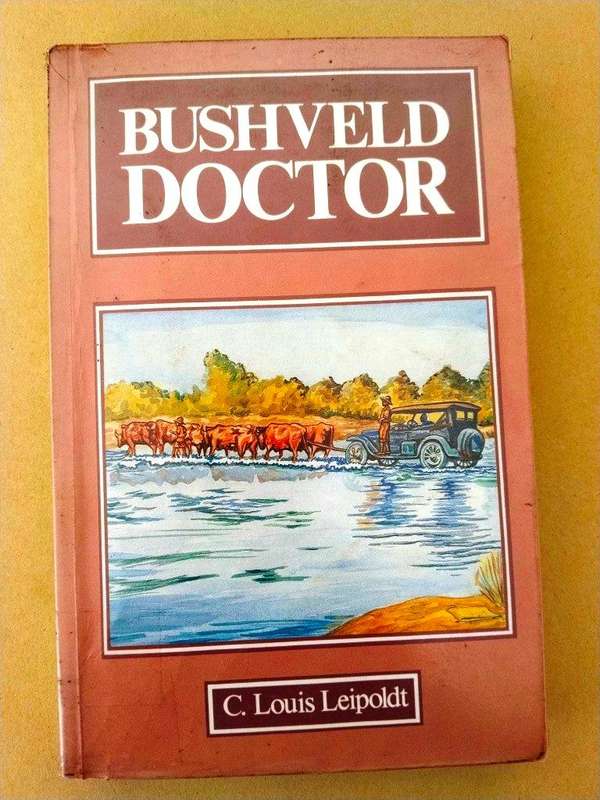 BUSHVELD
DOCTOR
C. Louis Leipoldt